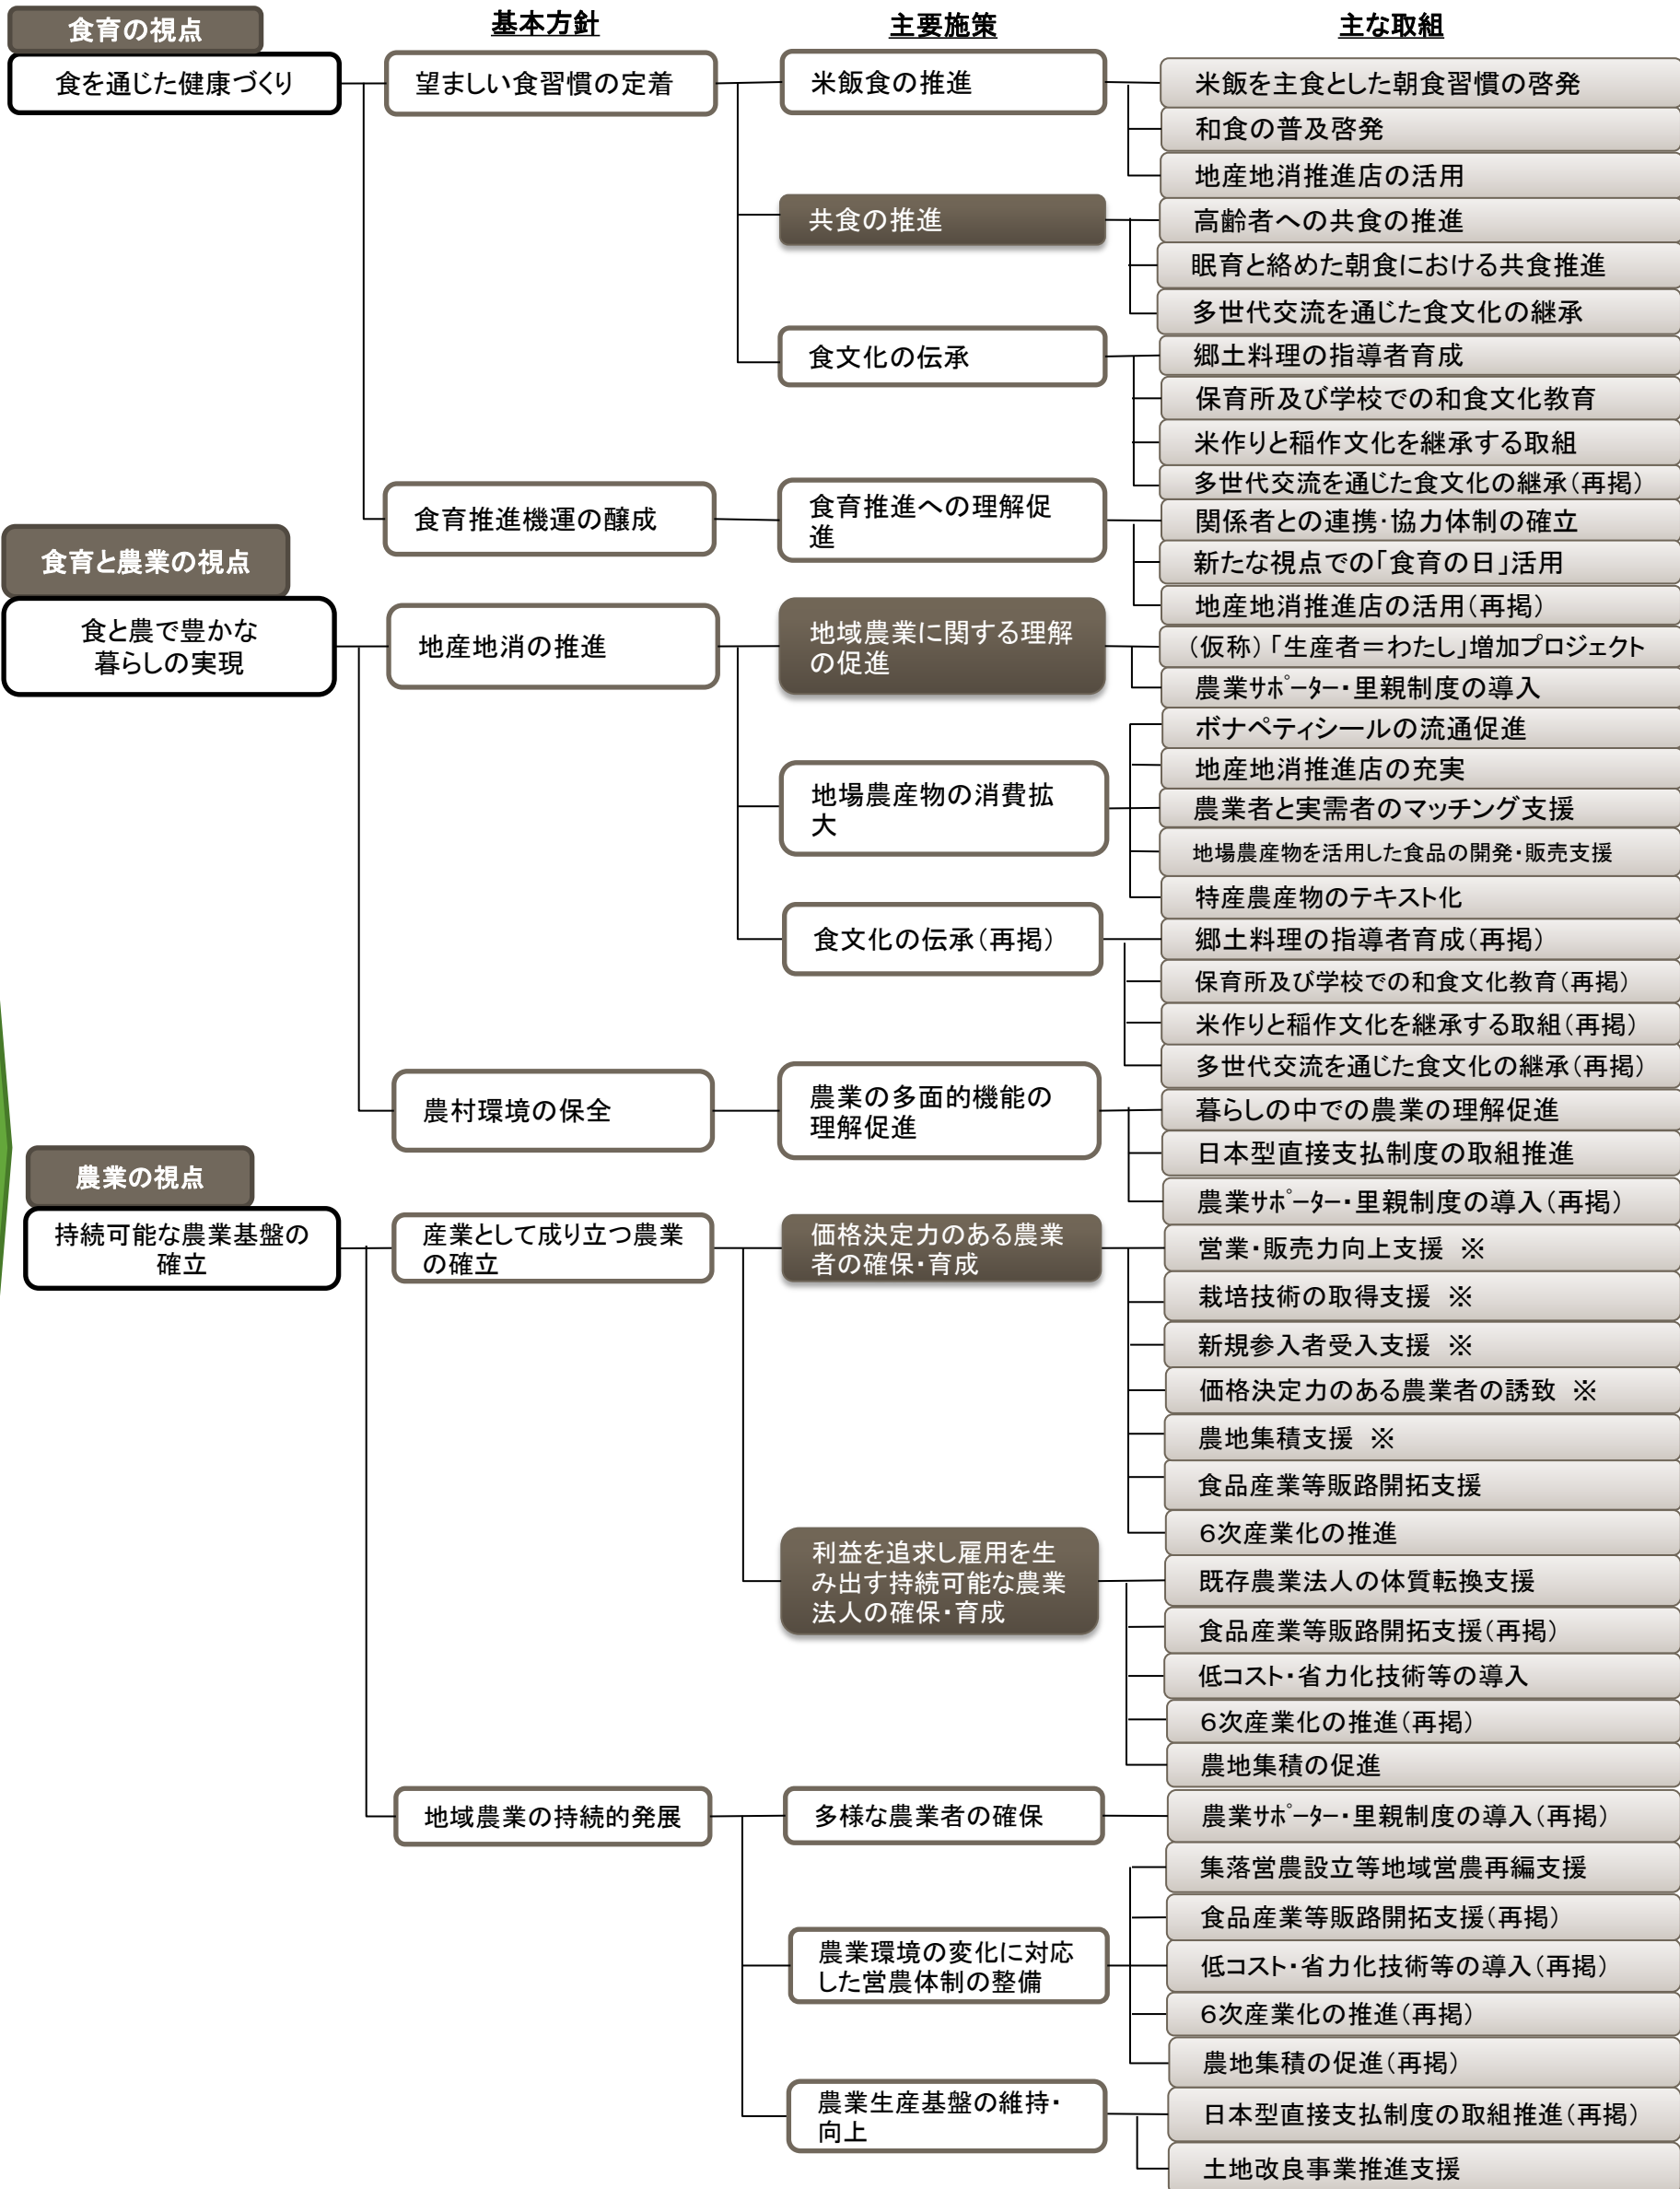 食育の視点
基本方針
主要施策
主な取組
食を通じた健康づくり
望ましい食習慣の定着
米飯食の推進
米飯を主食とした朝食習慣の啓発
和食の普及啓発
地産地消推進店の活用
共食の推進
高齢者への共食の推進
眠育と絡めた朝食における共食推進
多世代交流を通じた食文化の継承
食文化の伝承
郷土料理の指導者育成
保育所及び学校での和食文化教育
米作りと稲作文化を継承する取組
多世代交流を通じた食文化の継承(再掲)
食育推進機運の醸成
食育推進への理解促
進
関係者との連携・協力体制の確立
新たな視点での「食育の日」活用
地産地消推進店の活用(再掲)
食育と農業の視点
食と農で豊かな
暮らしの実現
地産地消の推進
地域農業に関する理解
の促進
(仮称)「生産者=わたし」増加プロジェクト
農業ｻﾎﾟｰﾀｰ・里親制度の導入
地場農産物の消費拡
大
ボナペティシールの流通促進
地産地消推進店の充実
農業者と実需者のマッチング支援
地場農産物を活用した食品の開発・販売支援
特産農産物のテキスト化
食文化の伝承(再掲)
郷土料理の指導者育成(再掲)
保育所及び学校での和食文化教育(再掲)
米作りと稲作文化を継承する取組(再掲)
多世代交流を通じた食文化の継承(再掲)
農村環境の保全
農業の多面的機能の
理解促進
暮らしの中での農業の理解促進
日本型直接支払制度の取組推進
農業ｻﾎﾟｰﾀｰ・里親制度の導入(再掲)
農業の視点
持続可能な農業基盤の
確立
産業として成り立つ農業
の確立
価格決定力のある農業
者の確保・育成
営業・販売力向上支援 ※
栽培技術の取得支援 ※
新規参入者受入支援 ※
価格決定力のある農業者の誘致 ※
農地集積支援 ※
食品産業等販路開拓支援
6次産業化の推進
利益を追求し雇用を生
み出す持続可能な農業
法人の確保・育成
既存農業法人の体質転換支援
食品産業等販路開拓支援(再掲)
低コスト・省力化技術等の導入
6次産業化の推進(再掲)
農地集積の促進
地域農業の持続的発展
多様な農業者の確保
農業ｻﾎﾟｰﾀｰ・里親制度の導入(再掲)
農業環境の変化に対応
した営農体制の整備
集落営農設立等地域営農再編支援
食品産業等販路開拓支援(再掲)
低コスト・省力化技術等の導入(再掲)
6次産業化の推進(再掲)
農地集積の促進(再掲)
農業生産基盤の維持・
向上
日本型直接支払制度の取組推進(再掲)
土地改良事業推進支援